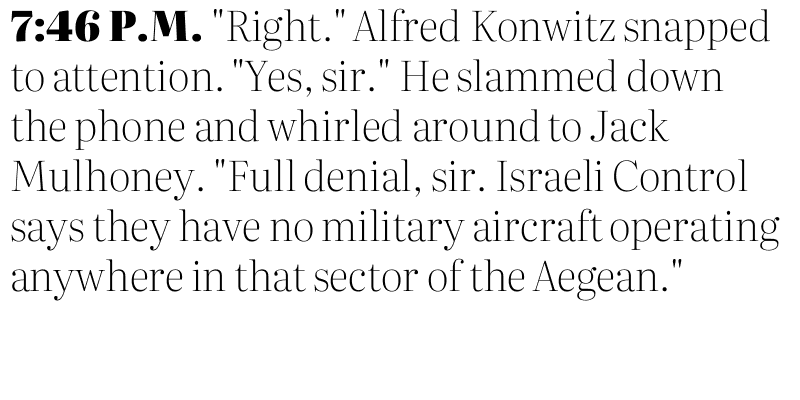 7:46 P.M. "Right." Alfred Konwitz snapped
to attention. "Yes, sir." He slammed down
the phone and whirled around to Jack
Mulhoney. "Full denial, sir. Israeli Control
says they have no military aircraft operating
anywhere in that sector of the Aegean."